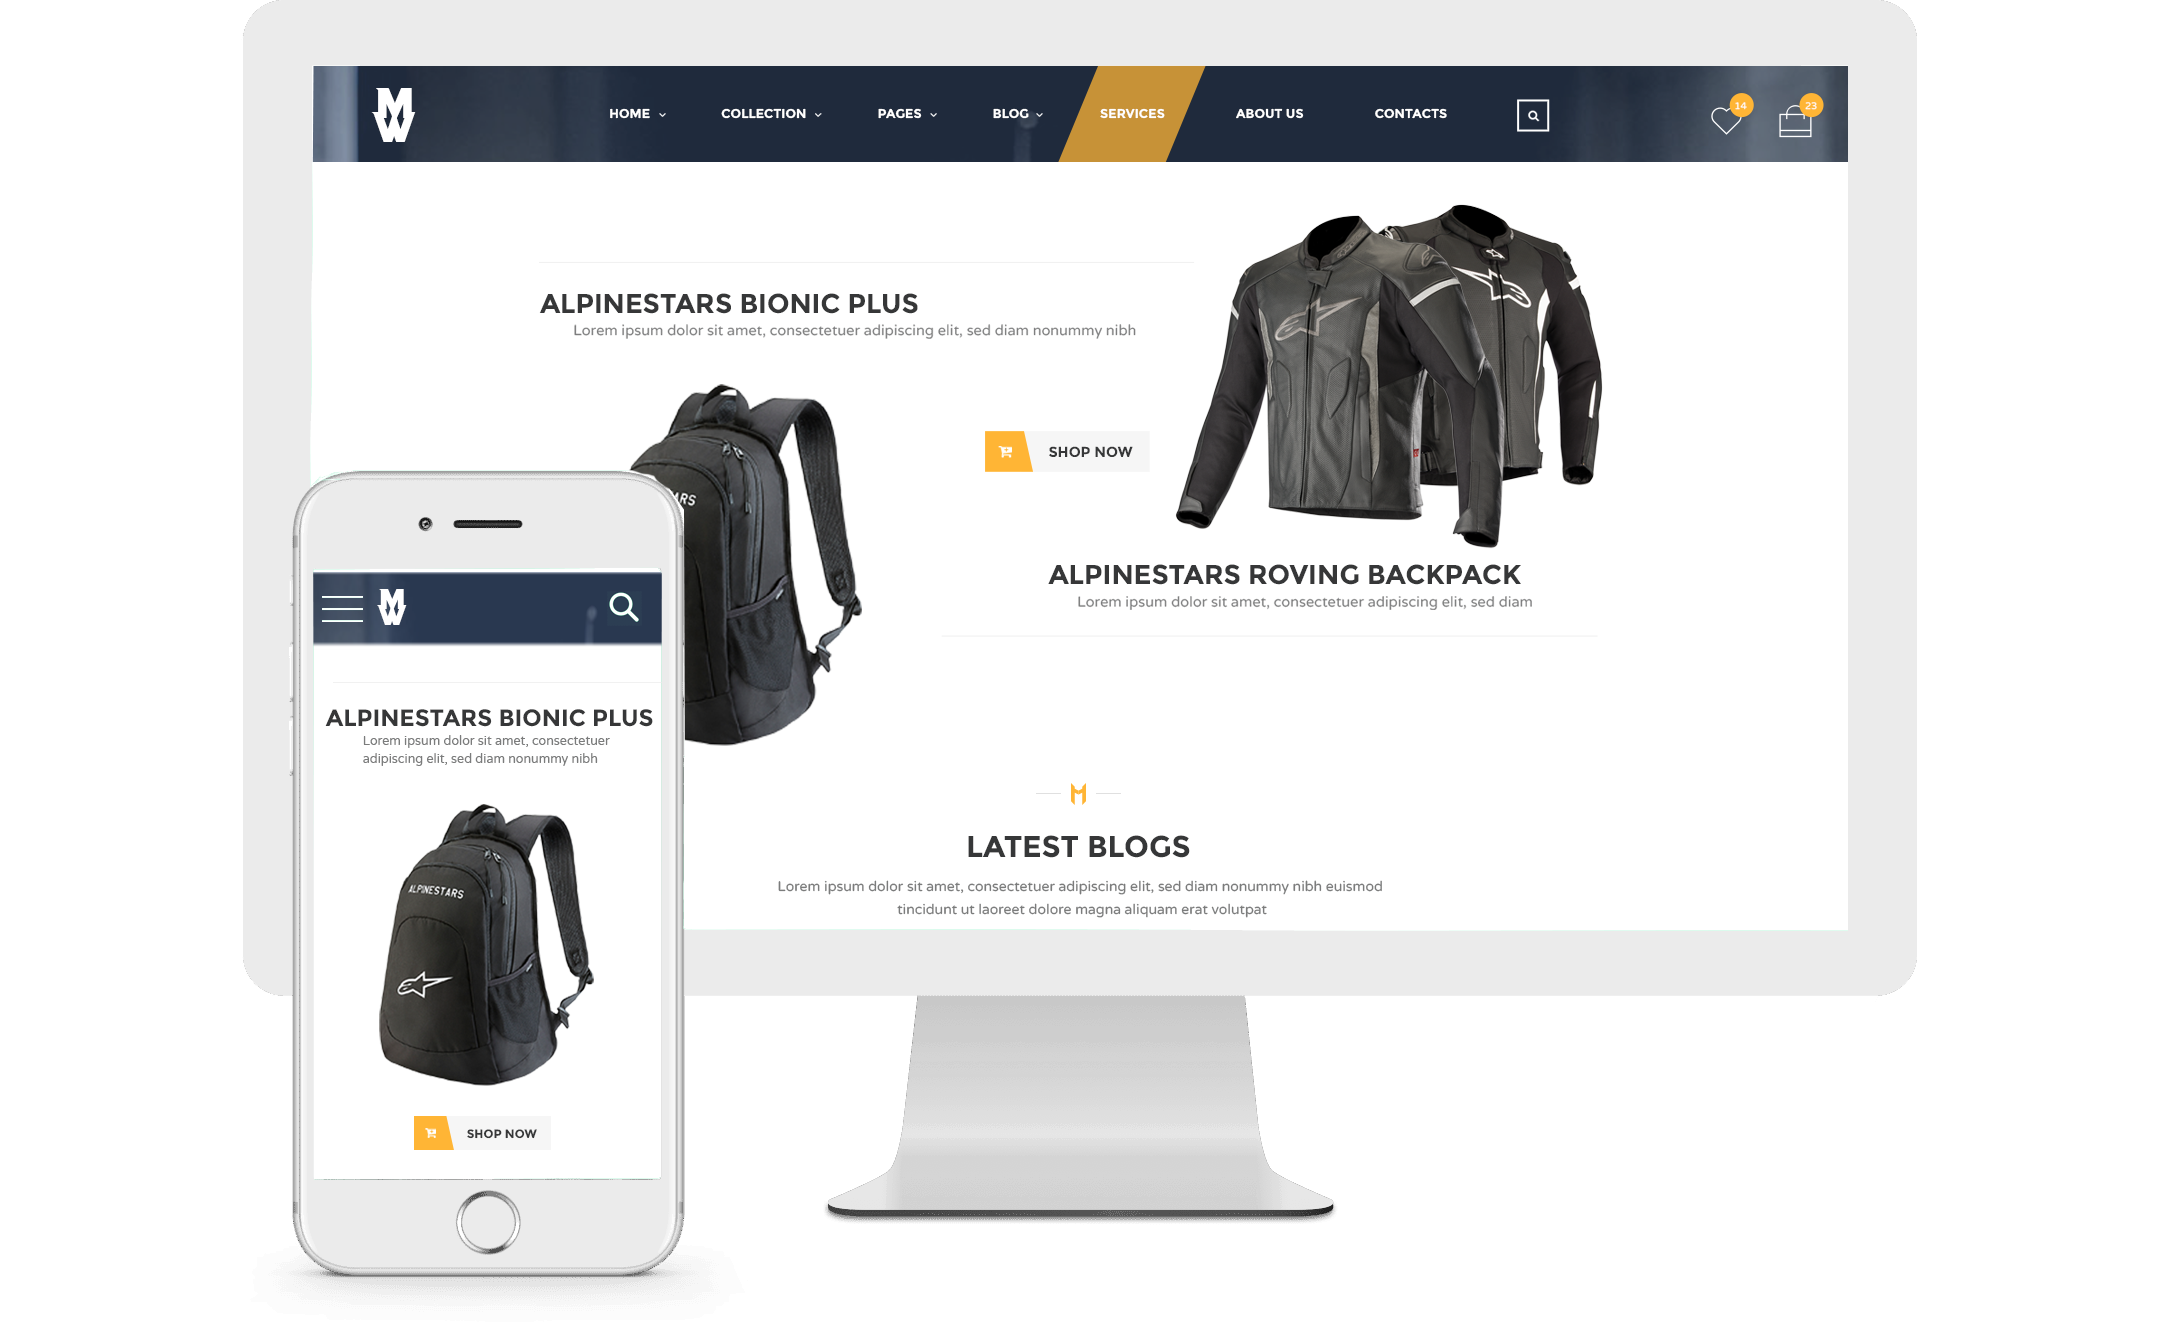 MW
HOME
COLLECTION
PAGES
BLOG
SERVICES
ABOUT US
CONTACTS
14
23
ALPINESTARS BIONIC PLUS
Lorem ipsum dolor sit amet, consectetuer adipiscing elit, sed diam nonummy nibh
ARS
SHOP NOW
ALPINESTARS ROVING BACKPACK
Lorem ipsum dolor sit amet, consectetuer adipiscing elit, sed diam
M
LATEST BLOGS
Lorem ipsum dolor sit amet, consectetuer adipiscing elit, sed diam nonummy nibh euismod
tincidunt ut laoreet dolore magna aliquam erat volutpat
MW
ALPINESTARS BIONIC PLUS
Lorem ipsum dolor sit amet, consectetuer
adipiscing elit, sed diam nonummy nibh
ALPINESTARS
SHOP NOW